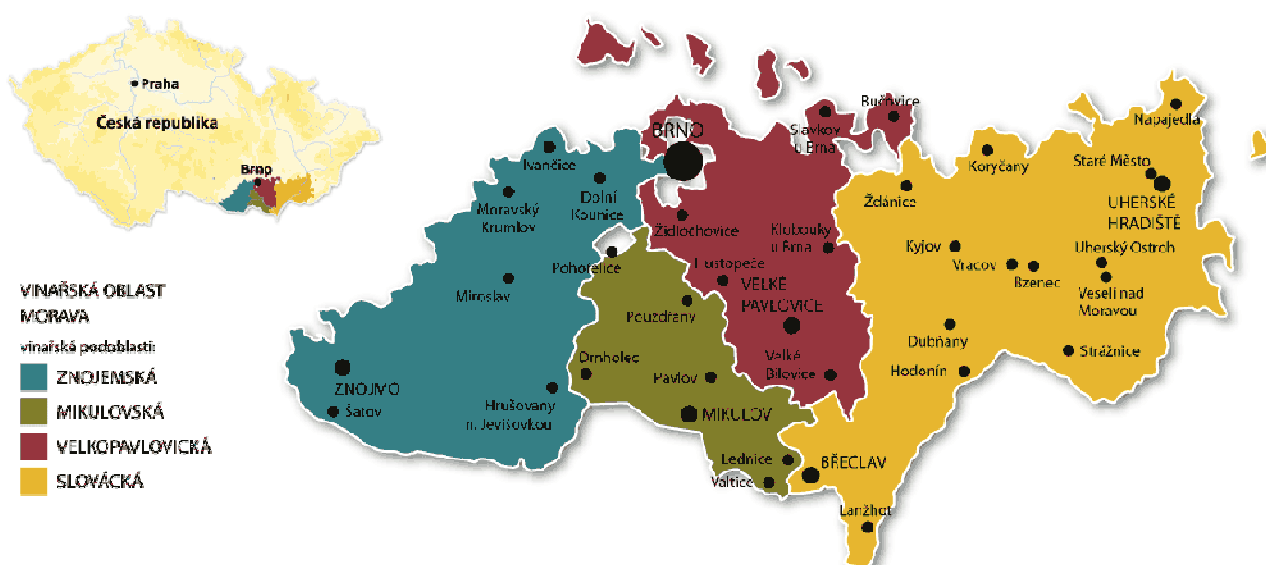 Praha
Česká republika
Brno
VINAŘSKÁ OBLAST
MORAVA
vinařské podoblasti:
ZNOJEMSKÁ
MIKULOVSKÁ
VELKOPAVLOVICKÁ
SLOVÁCKÁ
BRNO
Slavkov
u Brna
Bučovice
Napajedla
Ivančice
Koryčany
Staré Město
Moravský
Krumlov
Dolní
Kounice
Ždánice
UHERSKÉ
HRADIŠTĚ
Židlochovice
Klobouky
u Brna
Kyjov
Uherský Ostroh
Pohořelice
Hustopeče
Vracov
Bzenec
Miroslav
VELKÉ
PAVLOVICE
Veselí nad
Moravou
Pouzdřany
Dubňany
Strážnice
Drnholec
Velké
Bílovice
Hodonín
ZNOJMO
Pavlov
Šatov
Hrušovany
n. Jevišovkou
MIKULOV
Lednice
BŘECLAV
Valtice
Lanžhot